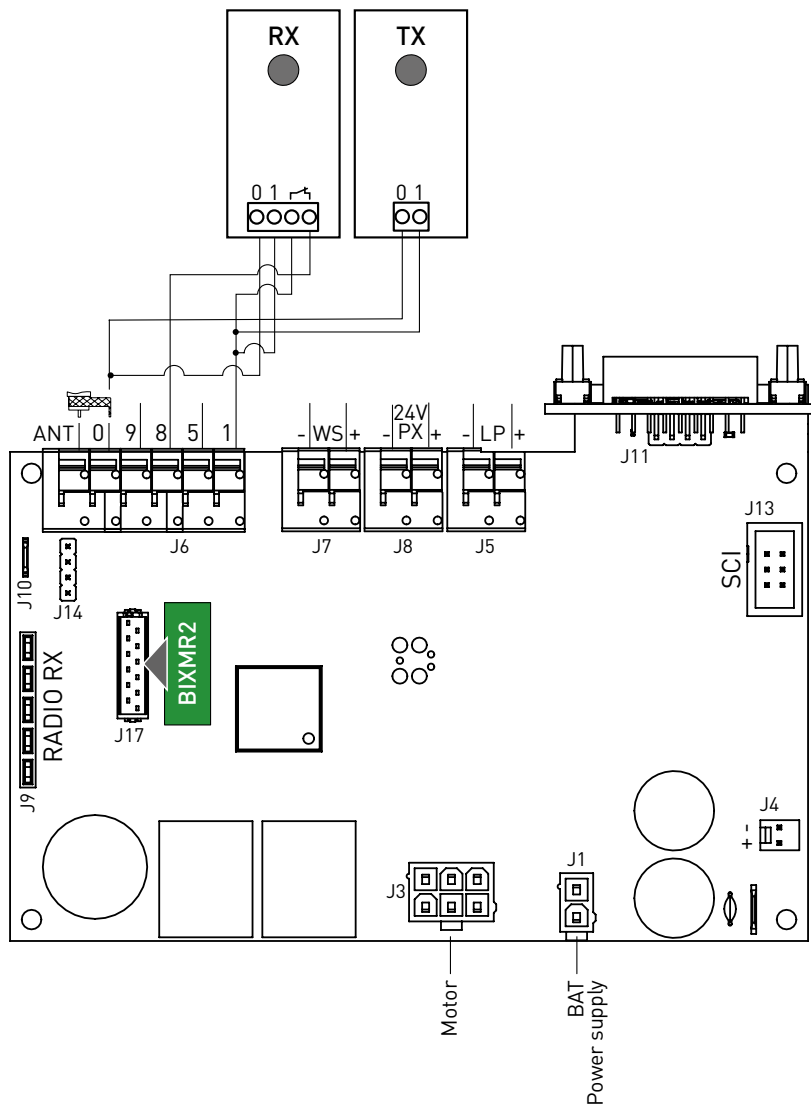 RX
TX
0 1
0 1
ANT 0 9 8 5 1
- WS +
24V
- PX +
- LP +
J11
J6
J7
J8
J5
J13
SCI
J10
J14
RADIO RX
J9
J17
BIXMR2
J4
+ -
J3
J1
Motor
BAT
Power supply